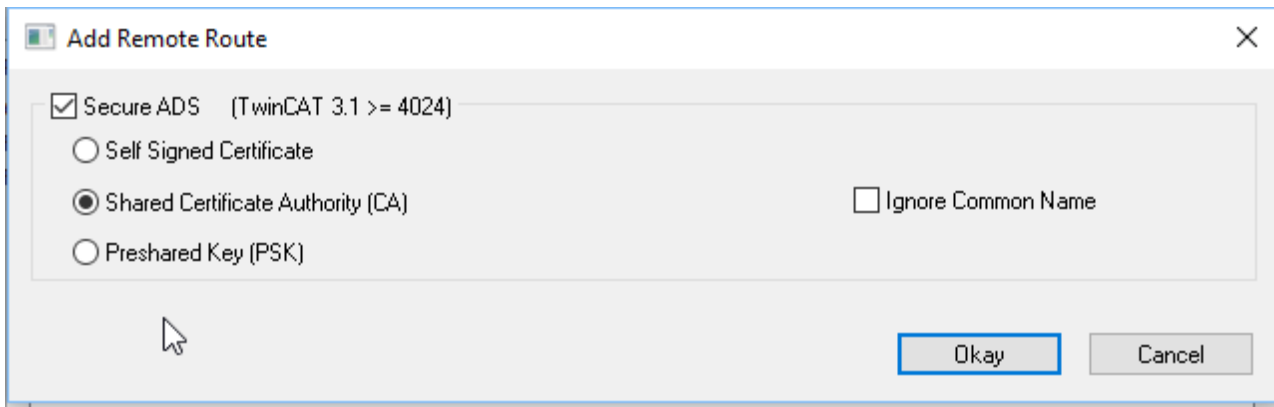 Add Remote Route
Secure ADS (TwinCAT 3.1 >= 4024)
Self Signed Certificate
Shared Certificate Authority (CA)
Ignore Common Name
Preshared Key (PSK)
Okay
Cancel